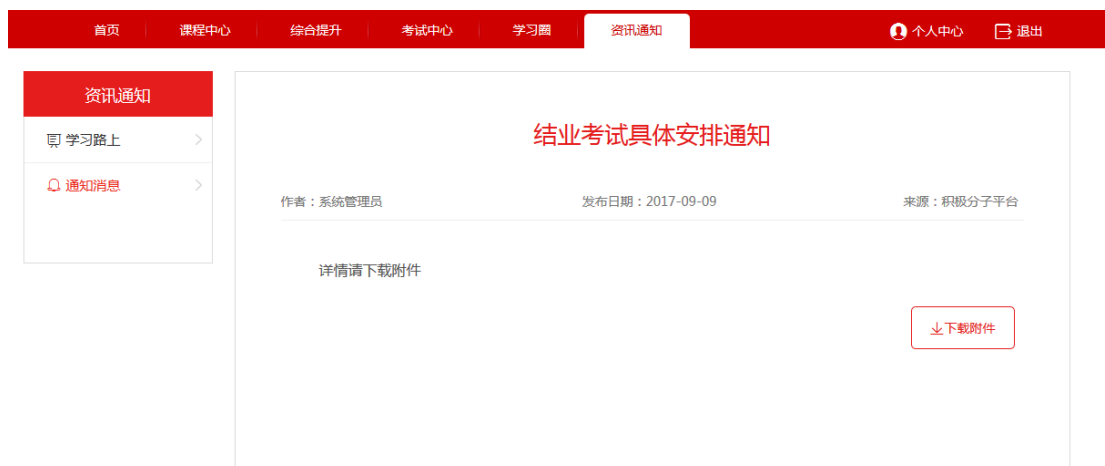 首页 课程中心 综合提升 考试中心 学习圈 资讯通知 个人中心 退出
资讯通知
学习路上
通知消息
结业考试具体安排通知
作者：系统管理员 发布日期：2017-09-09 来源：积极分子平台
详情请下载附件
下载附件